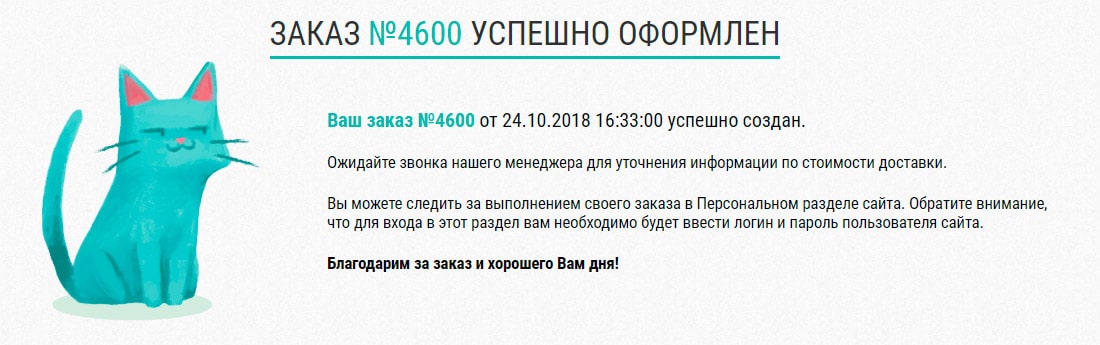 ЗАКАЗ №4600 УСПЕШНО ОФОРМЛЕН
Ваш заказ №4600 от 24.10.2018 16:33:00 успешно создан.
Ожидайте звонка нашего менеджера для уточнения информации по стоимости доставки.
Вы можете следить за выполнением своего заказа в Персональном разделе сайта. Обратите внимание,
что для входа в этот раздел вам необходимо будет ввести логин и пароль пользователя сайта.
Благодарим за заказ и хорошего Вам дня!